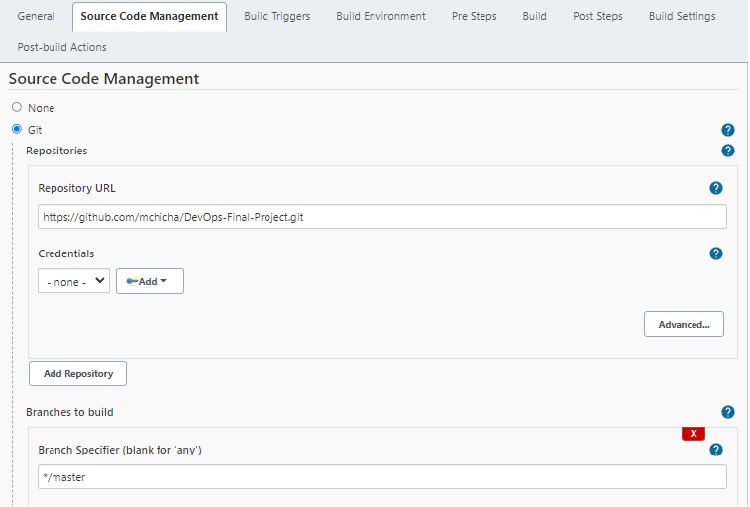 General Source Code Management Build Triggers Build Environment Pre Steps Build Post Steps Build Settings
Post-build Actions
Source Code Management
None
Git
?
Repositories
?
Repository URL
?
https://github.com/mchicha/DevOps-Final-Project.git
Credentials
?
- none - Add
Advanced...
Add Repository
Branches to build
?
X
Branch Specifier (blank for 'any')
?
*/master